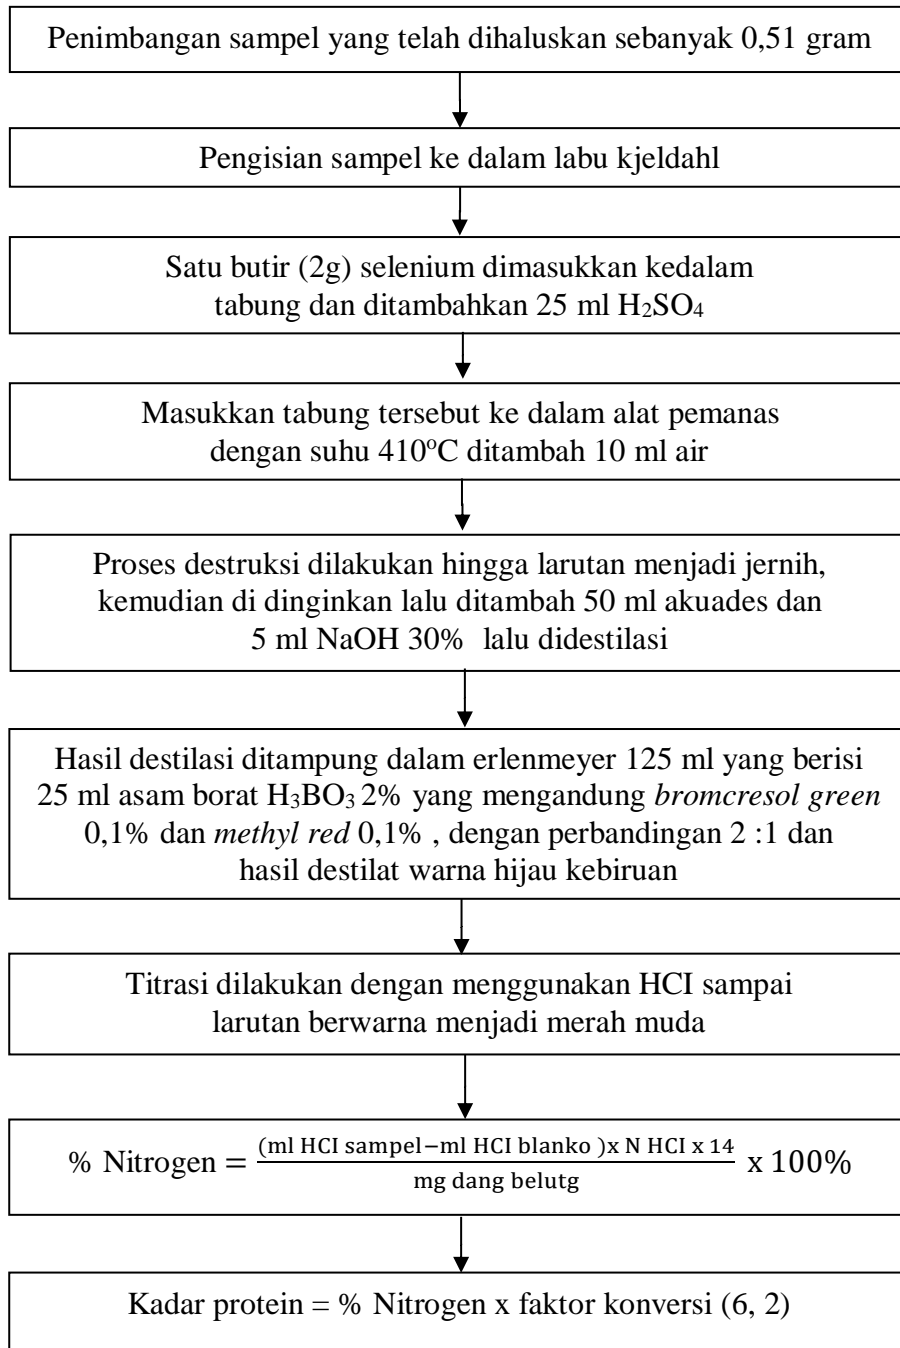 Penimbangan sampel yang telah dihaluskan sebanyak 0,51 gram
Pengisian sampel ke dalam labu kjeldahl
Satu butir (2g) selenium dimasukkan kedalam
tabung dan ditambahkan 25 ml H₂SO₄
Masukkan tabung tersebut ke dalam alat pemanas
dengan suhu 410°C ditambah 10 ml air
Proses destruksi dilakukan hingga larutan menjadi jernih,
kemudian di dinginkan lalu ditambah 50 ml akuades dan
5 ml NaOH 30% lalu didestilasi
Hasil destilasi ditampung dalam erlenmeyer 125 ml yang berisi
25 ml asam borat H₃BO₃ 2% yang mengandung bromcresol green
0,1% dan methyl red 0,1% , dengan perbandingan 2 :1 dan
hasil destilat warna hijau kebiruan
Titrasi dilakukan dengan menggunakan HCI sampai
larutan berwarna menjadi merah muda
% Nitrogen = (ml HCI sampel−ml HCI blanko )x N HCI x 14 / mg dang belutg x 100%
Kadar protein = % Nitrogen x faktor konversi (6, 2)